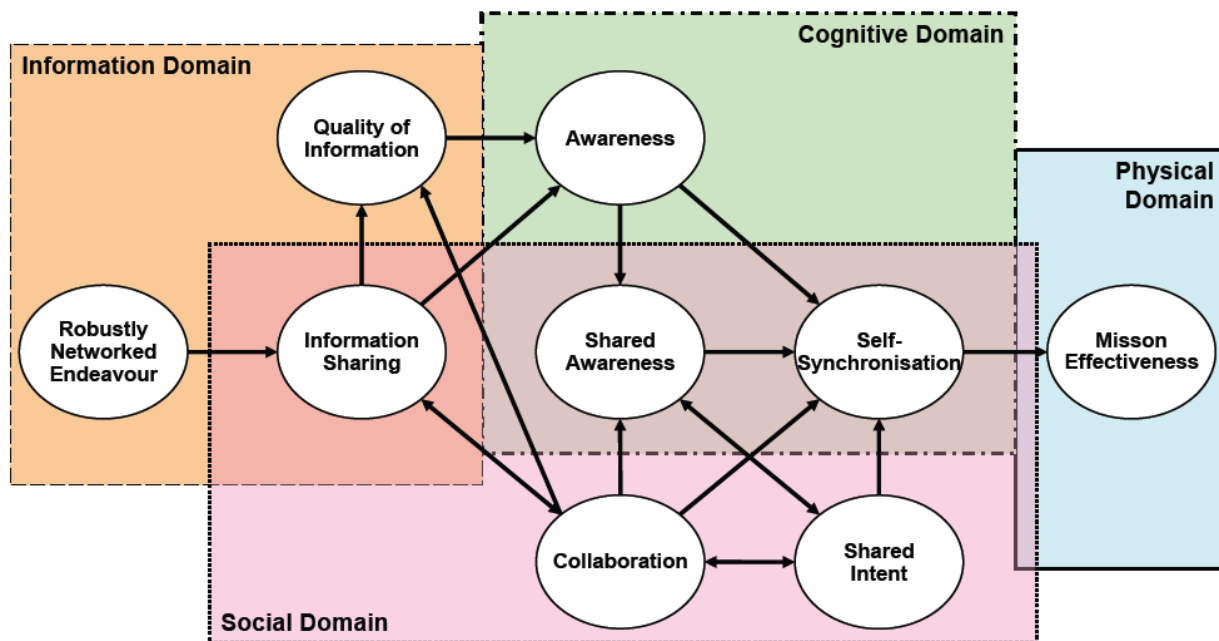 Cognitive Domain
Information Domain
Quality of
Information
Awareness
Physical
Domain
Robustly
Networked
Endeavour
Information
Sharing
Shared
Awareness
Self-
Synchronisation
Misson
Effectiveness
Collaboration
Shared
Intent
Social Domain